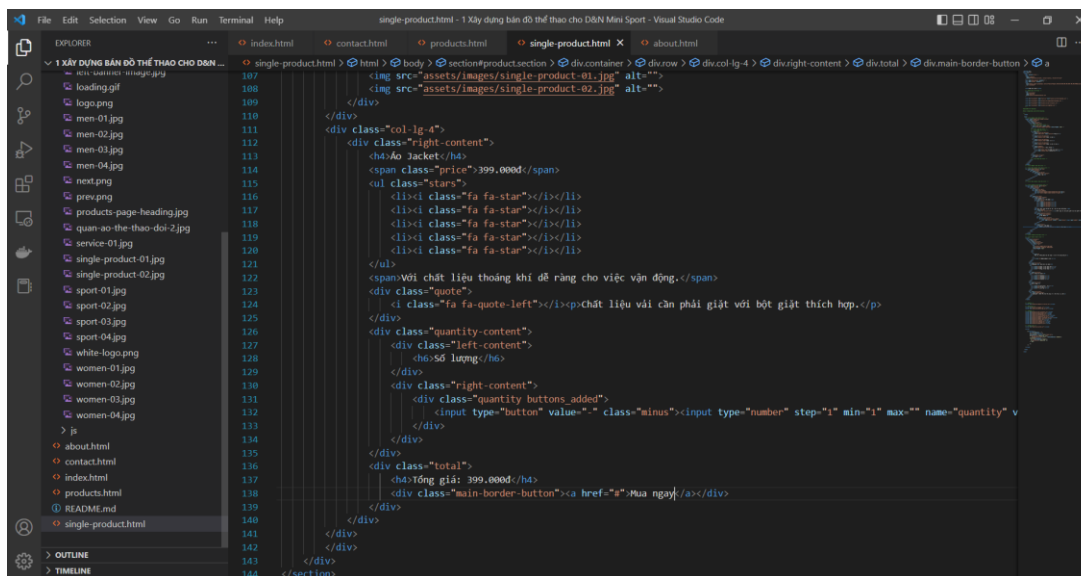 File Edit Selection View Go Run Terminal Help single-product.html - 1 Xây dựng bán đồ thể thao cho D&N Mini Sport - Visual Studio Code
EXPLORER ···
1 XÂY DỰNG BÁN ĐỒ THỂ THAO CHO D&N ...
left-banner-image.jpg
loading.gif
logo.png
men-01.jpg
men-02.jpg
men-03.jpg
men-04.jpg
next.png
prev.png
products-page-heading.jpg
quan-ao-the-thao-doi-2.jpg
service-01.jpg
single-product-01.jpg
single-product-02.jpg
sport-01.jpg
sport-02.jpg
sport-03.jpg
sport-04.jpg
white-logo.png
women-01.jpg
women-02.jpg
women-03.jpg
women-04.jpg
> js
about.html
contact.html
index.html
products.html
README.md
single-product.html
> OUTLINE
> TIMELINE
index.html contact.html products.html single-product.html about.html
single-product.html > html > body > section#product.section > div.container > div.row > div.col-lg-4 > div.right-content > div.total > div.main-border-button > a
107 <img src="assets/images/single-product-01.jpg" alt="">
108 <img src="assets/images/single-product-02.jpg" alt="">
109 </div>
110 </div>
111 <div class="col-lg-4">
112 <div class="right-content">
113 <h4>Áo Jacket</h4>
114 <span class="price">399.000đ</span>
115 <ul class="stars">
116 <li><i class="fa fa-star"></i></li>
117 <li><i class="fa fa-star"></i></li>
118 <li><i class="fa fa-star"></i></li>
119 <li><i class="fa fa-star"></i></li>
120 <li><i class="fa fa-star"></i></li>
121 </ul>
122 <span>Với chất liệu thoáng khí dễ ràng cho việc vận động.</span>
123 <div class="quote">
124 <i class="fa fa-quote-left"></i><p>Chất liệu vải cần phải giặt với bột giặt thích hợp.</p>
125 </div>
126 <div class="quantity-content">
127 <div class="left-content">
128 <h6>Số lượng</h6>
129 </div>
130 <div class="right-content">
131 <div class="quantity buttons_added">
132 <input type="button" value="-" class="minus"><input type="number" step="1" min="1" max="" name="quantity" v
133 </div>
134 </div>
135 </div>
136 <div class="total">
137 <h4>Tổng giá: 399.000đ</h4>
138 <div class="main-border-button"><a href="#">Mua ngay</a></div>
139 </div>
140 </div>
141 </div>
142 </div>
143 </div>
144 </section>